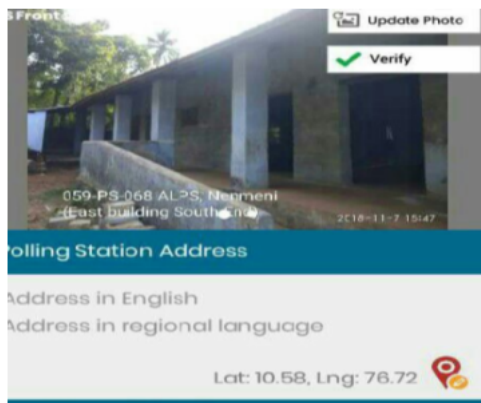 Front
Update Photo
Verify
059-PS-068 ALPS, Nenmeni
(East building South End)
2018-11-7 15:47
Polling Station Address
Address in English
Address in regional language
Lat: 10.58, Lng: 76.72